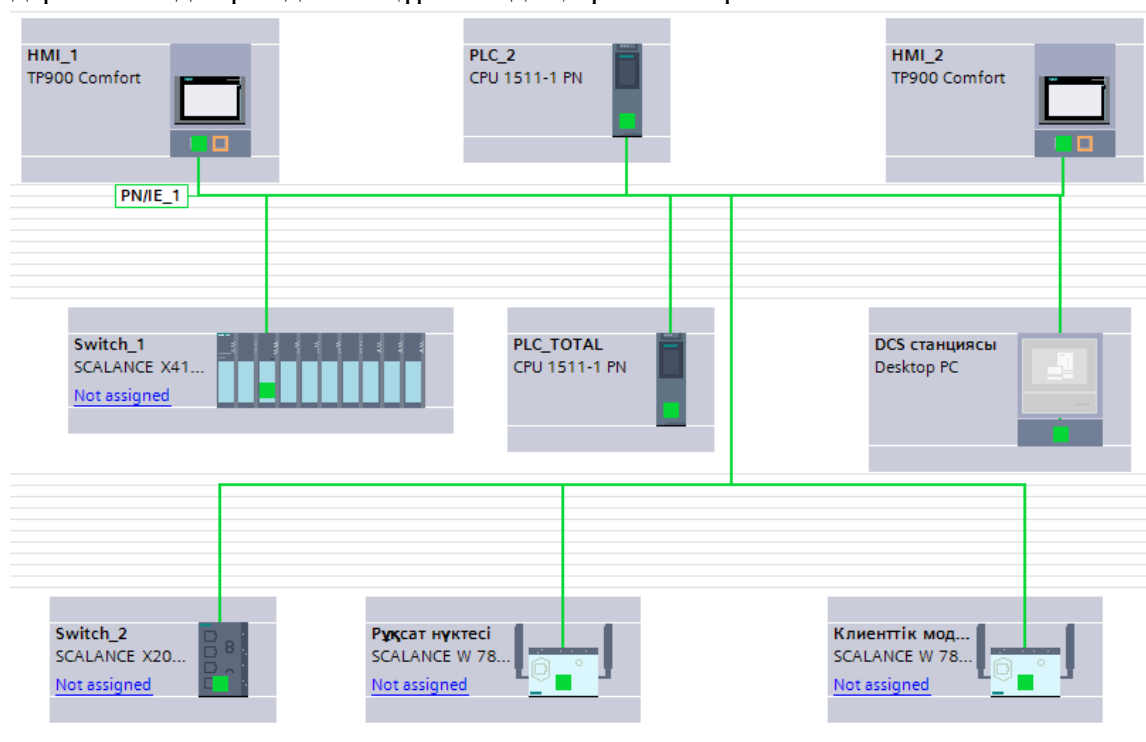 HMI_1
TP900 Comfort
PLC_2
CPU 1511-1 PN
HMI_2
TP900 Comfort
PN/IE_1
Switch_1
SCALANCE X41...
Not assigned
PLC_TOTAL
CPU 1511-1 PN
DCS станциясы
Desktop PC
Switch_2
SCALANCE X20...
Not assigned
Рұқсат нүктесі
SCALANCE W 78...
Not assigned
Клиенттік мод...
SCALANCE W 78...
Not assigned